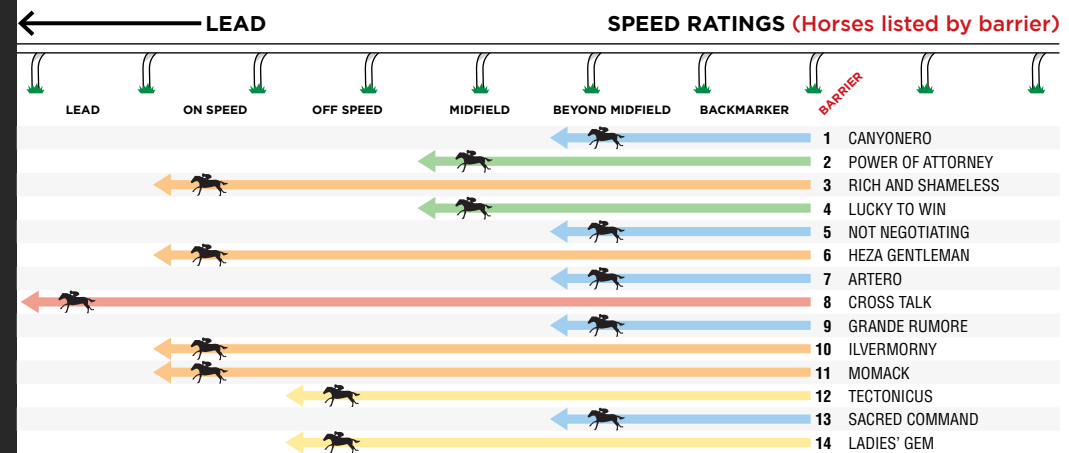 LEAD SPEED RATINGS (Horses listed by barrier)
LEAD ON SPEED OFF SPEED MIDFIELD BEYOND MIDFIELD BACKMARKER BARRIER
1 CANYONERO
2 POWER OF ATTORNEY
3 RICH AND SHAMELESS
4 LUCKY TO WIN
5 NOT NEGOTIATING
6 HEZA GENTLEMAN
7 ARTERO
8 CROSS TALK
9 GRANDE RUMORE
10 ILVERMORNY
11 MOMACK
12 TECTONICUS
13 SACRED COMMAND
14 LADIES' GEM